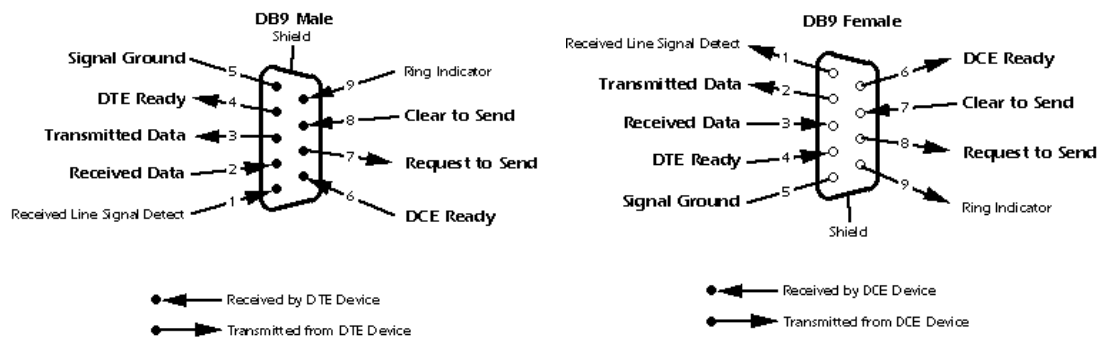 DB9 Male
Shield
Signal Ground
5
DTE Ready
4
Transmitted Data
3
Received Data
2
Received Line Signal Detect
1
9
Ring Indicator
8
Clear to Send
7
Request to Send
6
DCE Ready
Received by DTE Device
Transmitted from DTE Device
DB9 Female
Received Line Signal Detect
1
Transmitted Data
2
Received Data
3
DTE Ready
4
Signal Ground
5
6
DCE Ready
7
Clear to Send
8
Request to Send
9
Ring Indicator
Shield
Received by DCE Device
Transmitted from DCE Device